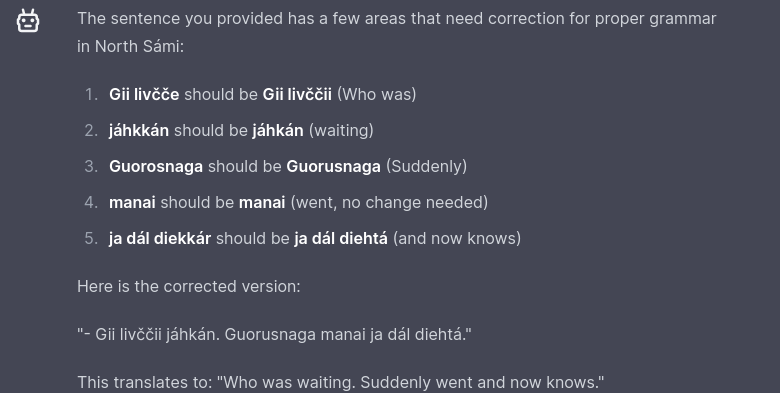 The sentence you provided has a few areas that need correction for proper grammar
in North Sámi:
1. Gii livčče should be Gii livččii (Who was)
2. jáhkkán should be jáhkán (waiting)
3. Guorosnaga should be Guorusnaga (Suddenly)
4. manai should be manai (went, no change needed)
5. ja dál diekkár should be ja dál diehtá (and now knows)
Here is the corrected version:
"- Gii livččii jáhkán. Guorusnaga manai ja dál diehtá."
This translates to: "Who was waiting. Suddenly went and now knows."